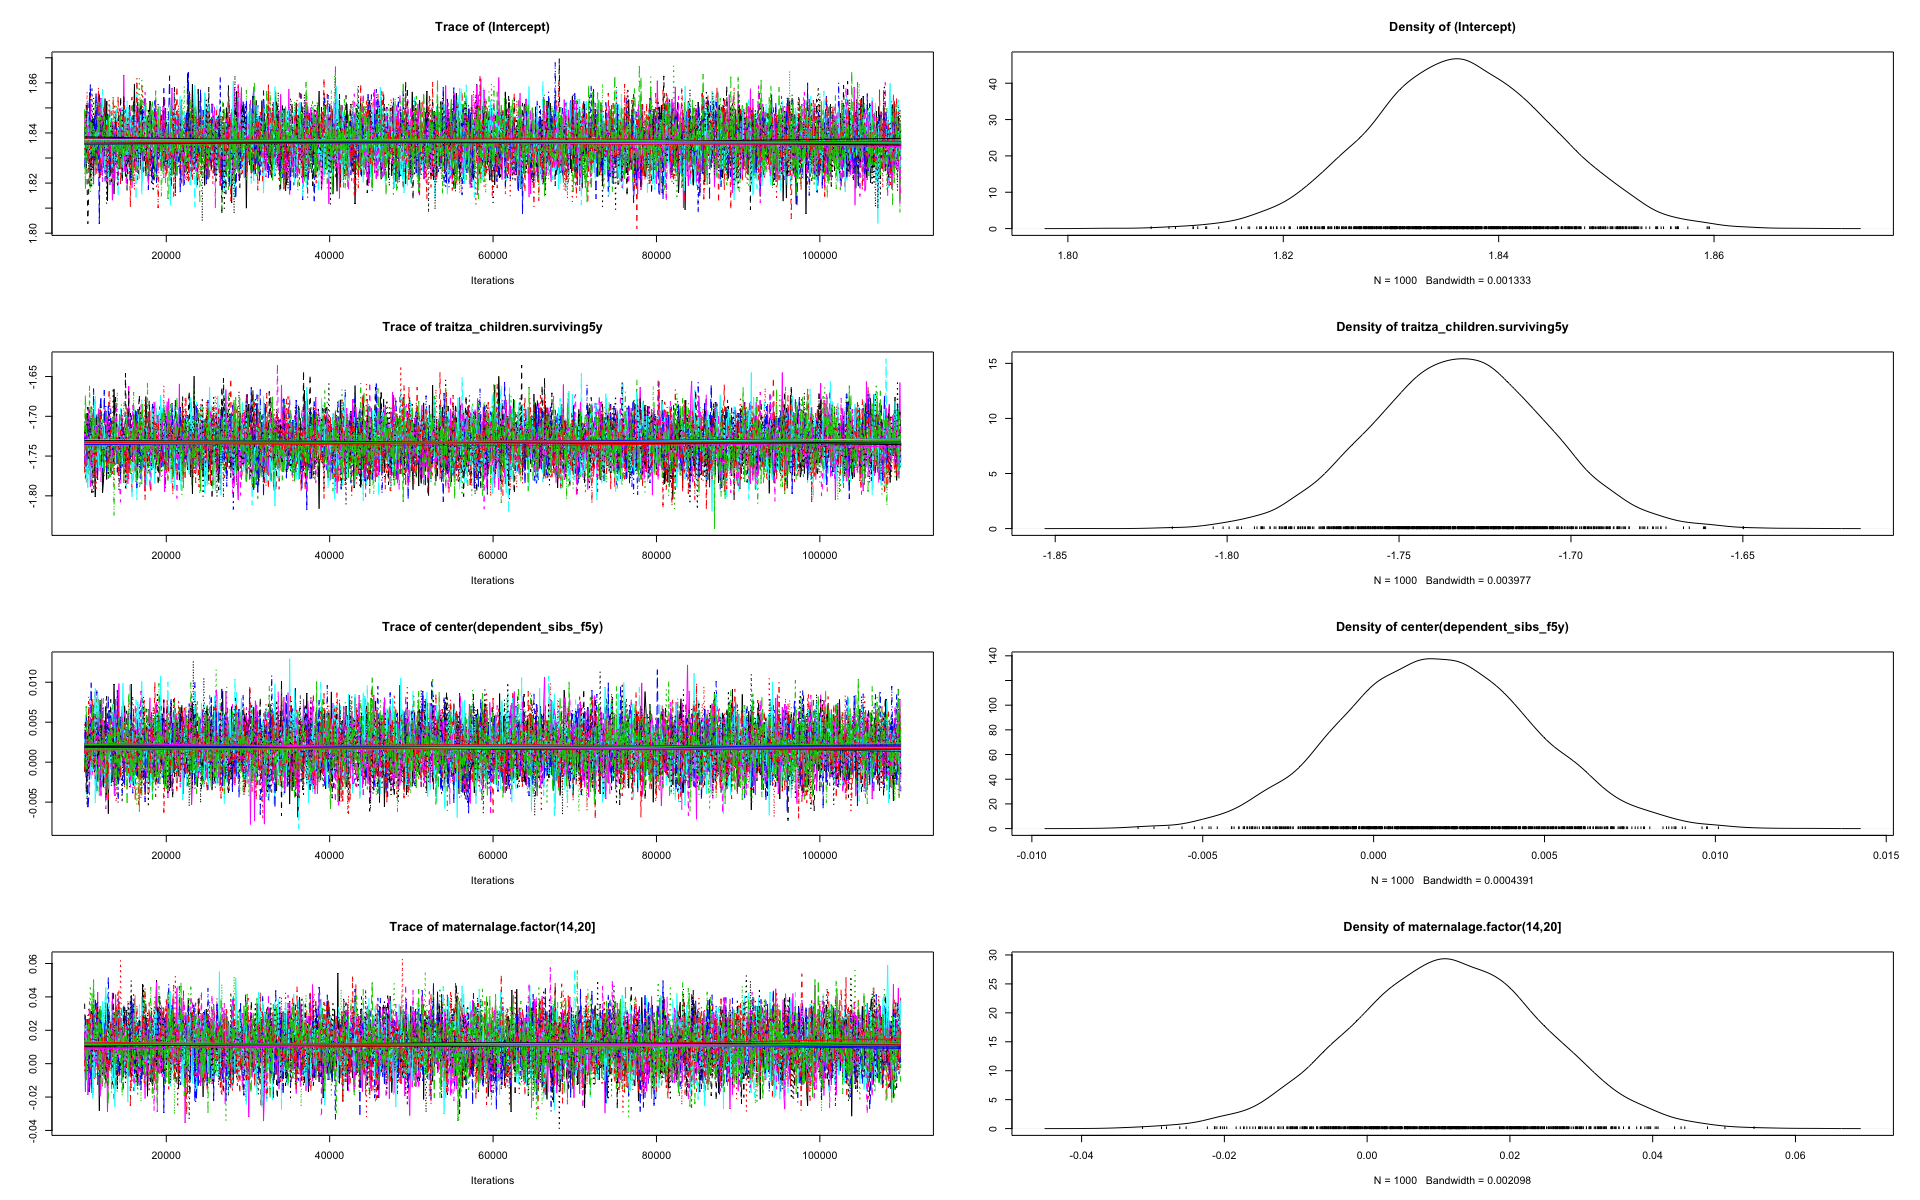 Trace of (Intercept)
1.80 1.82 1.84 1.86
20000 40000 60000 80000 100000
Iterations
Density of (Intercept)
0 10 20 30 40
1.80 1.82 1.84 1.86
N = 1000 Bandwidth = 0.001333
Trace of traitza_children.surviving5y
-1.80 -1.75 -1.70 -1.65
20000 40000 60000 80000 100000
Iterations
Density of traitza_children.surviving5y
0 5 10 15
-1.85 -1.80 -1.75 -1.70 -1.65
N = 1000 Bandwidth = 0.003977
Trace of center(dependent_sibs_f5y)
-0.005 0.000 0.005 0.010
20000 40000 60000 80000 100000
Iterations
Density of center(dependent_sibs_f5y)
0 20 40 60 80 100 140
-0.010 -0.005 0.000 0.005 0.010 0.015
N = 1000 Bandwidth = 0.0004391
Trace of maternalage.factor(14,20]
-0.04 -0.02 0.00 0.02 0.04 0.06
20000 40000 60000 80000 100000
Iterations
Density of maternalage.factor(14,20]
0 5 10 15 20 25 30
-0.04 -0.02 0.00 0.02 0.04 0.06
N = 1000 Bandwidth = 0.002098